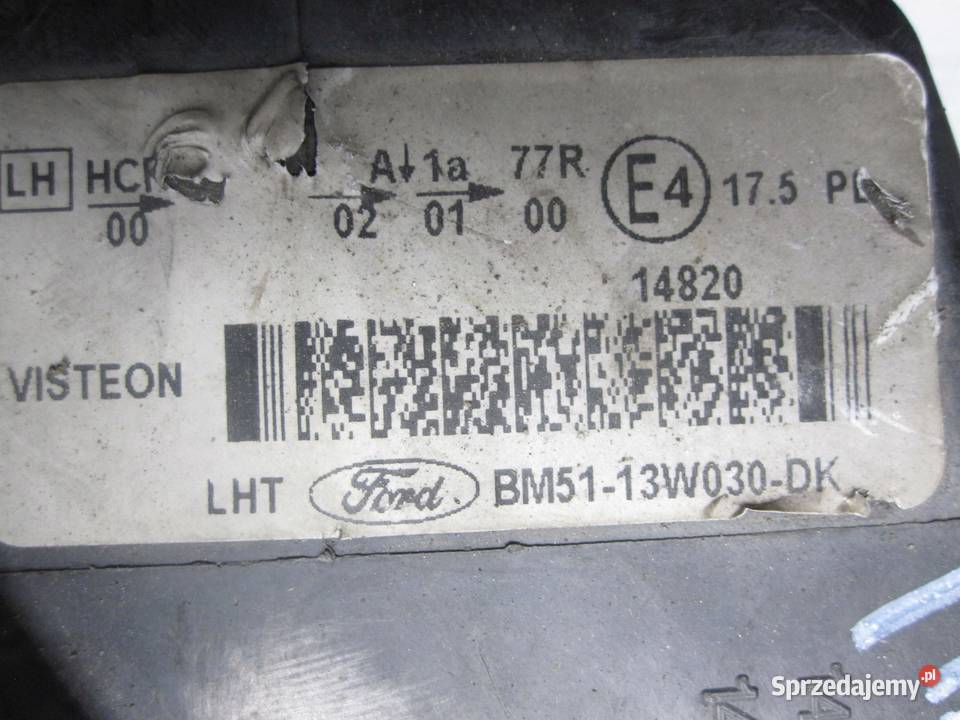 LH HCR A↓ 1a 77R E4 17.5 PL
00 02 01 00
14820
VISTEON
LHT Ford BM51-13W030-DK
Sprzedajemy.pl